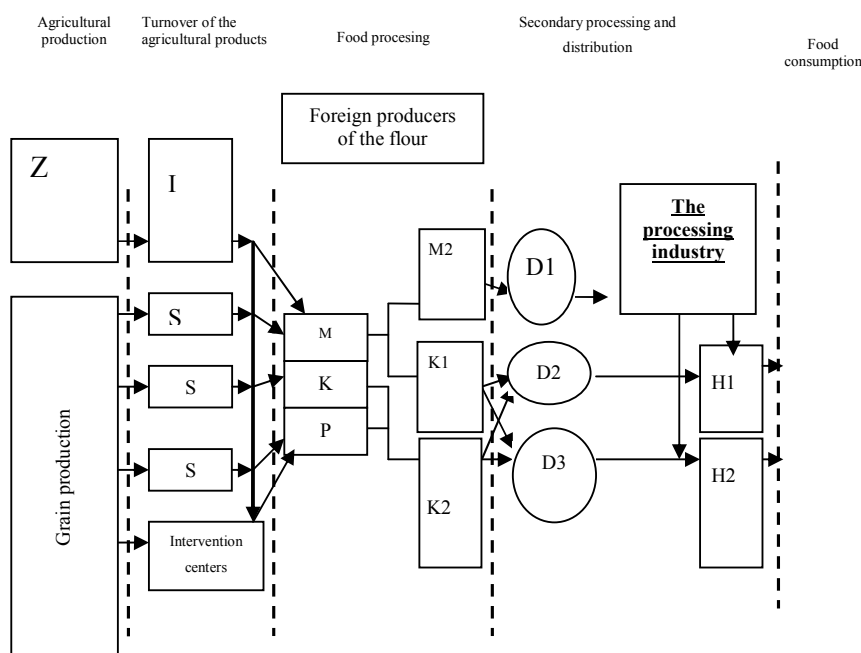 Agricultural
production
Turnover of the
agricultural products
Food procesing
Secondary processing and
distribution
Food
consumption
Foreign producers
of the flour
Z
I
The
processing
industry
M2
D1
S
M
K1
D2
H1
S
K
P
S
K2
D3
H2
Grain production
Intervention
centers